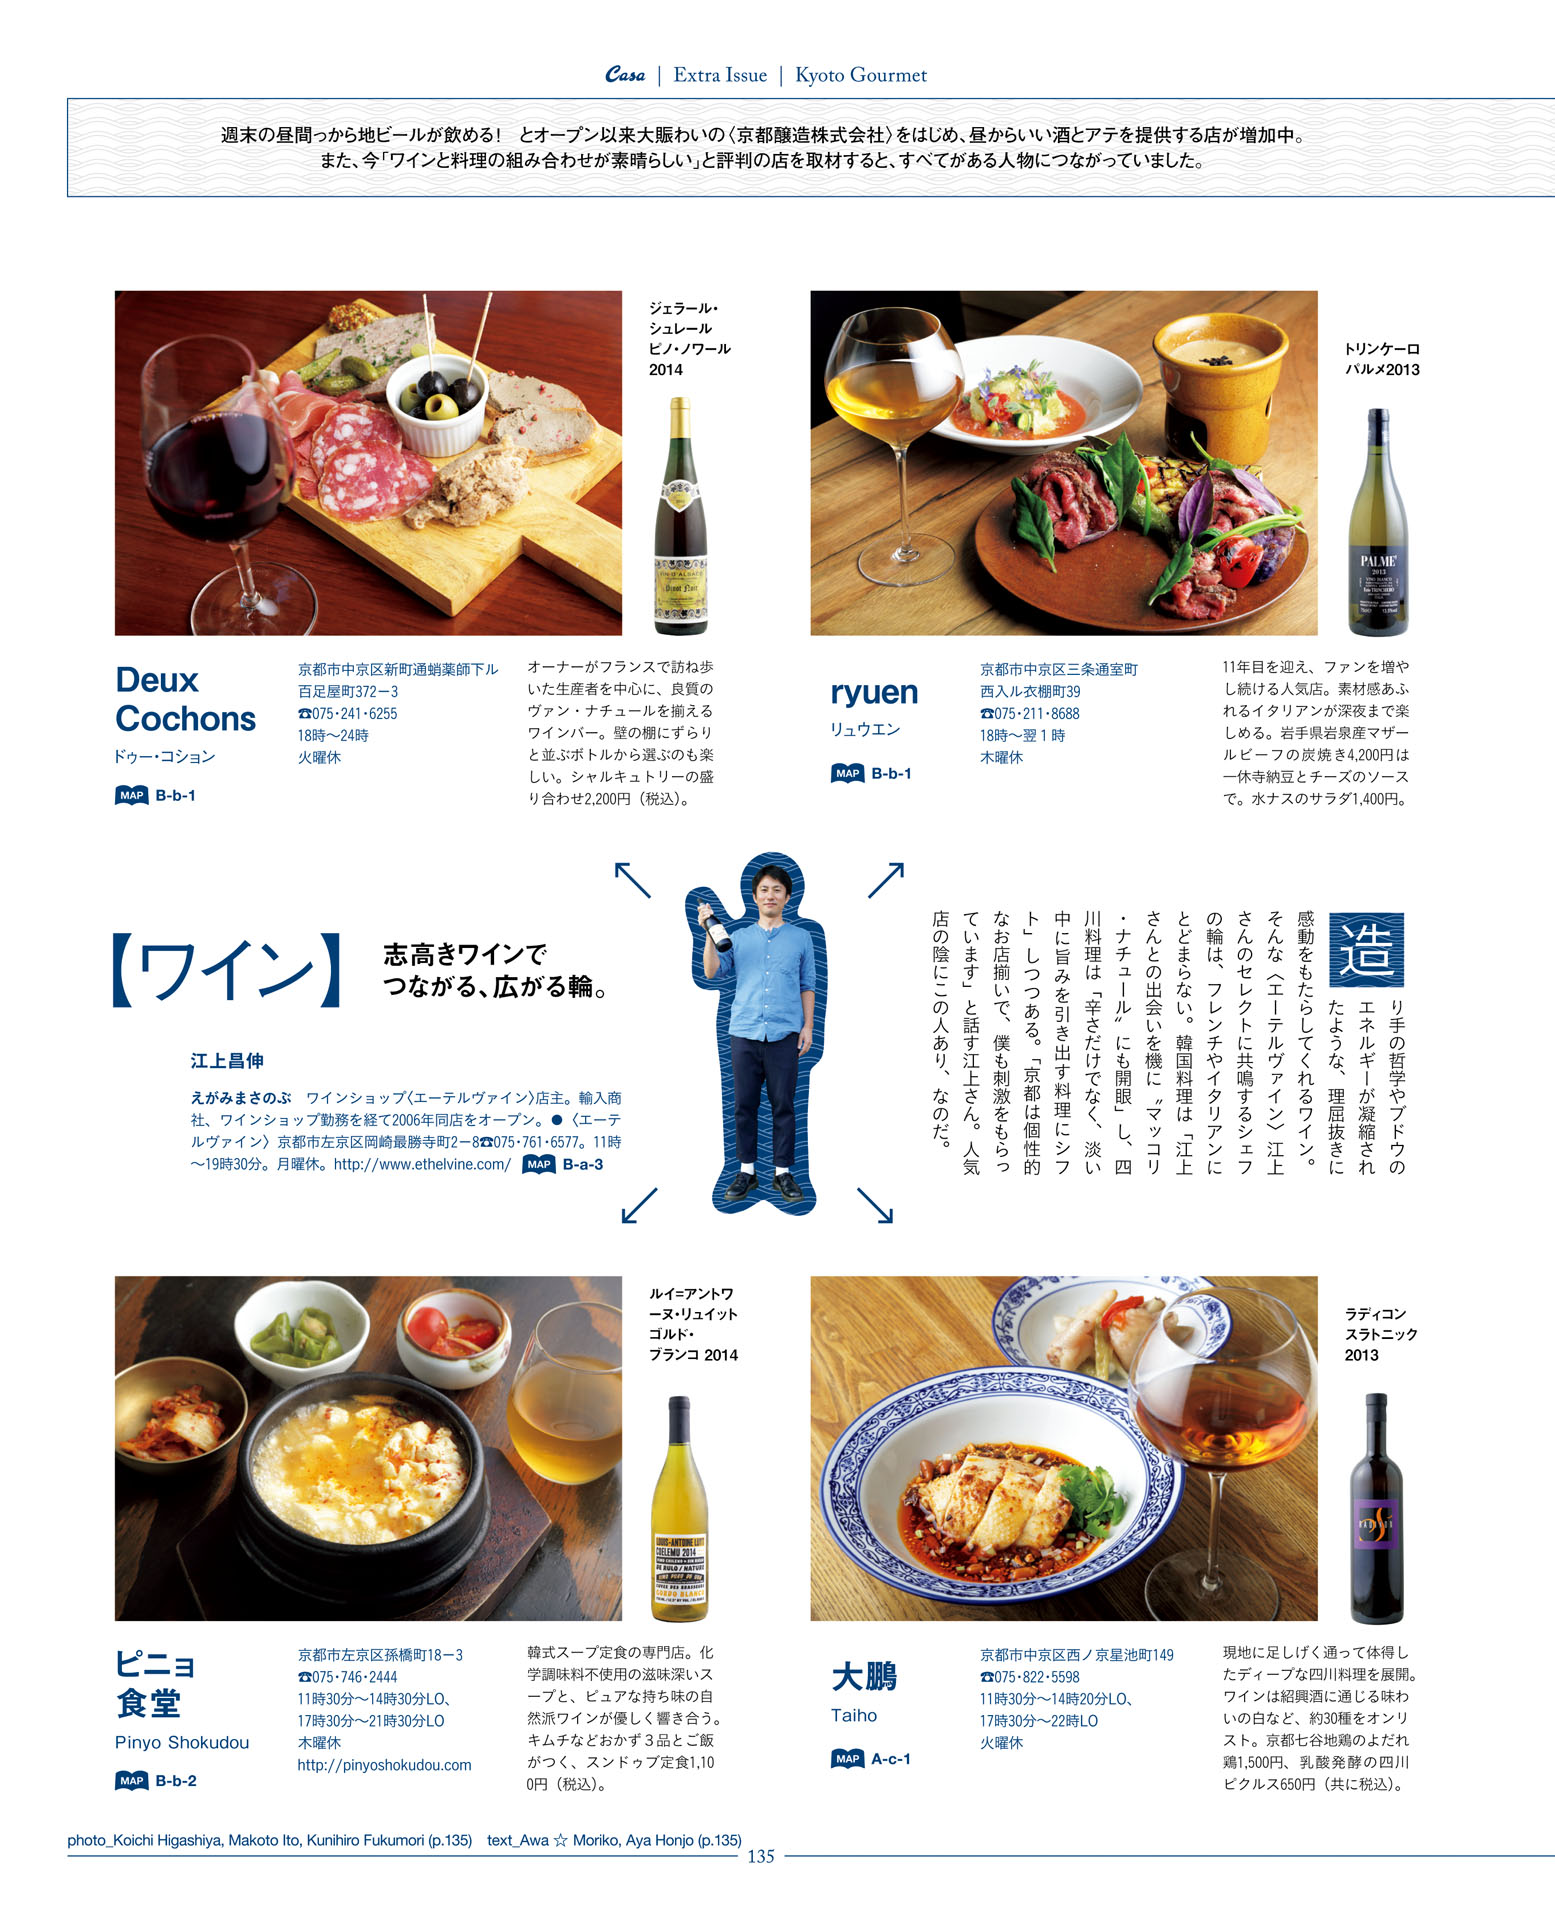 Casa | Extra Issue | Kyoto Gourmet
週末の昼間っから地ビールが飲める！　とオープン以来大賑わいの〈京都醸造株式会社〉をはじめ、昼からいい酒とアテを提供する店が増加中。
また、今「ワインと料理の組み合わせが素晴らしい」と評判の店を取材すると、すべてがある人物につながっていました。
ジェラール・
シュレール
ピノ・ノワール
2014
VIN D'ALSACE
Pinot Noir
Deux
Cochons
ドゥー・コション
MAP B-b-1
京都市中京区新町通蛸薬師下ル
百足屋町372−3
☎075・241・6255
18時〜24時
火曜休
オーナーがフランスで訪ね歩
いた生産者を中心に、良質の
ヴァン・ナチュールを揃える
ワインバー。壁の棚にずらり
と並ぶボトルから選ぶのも楽
しい。シャルキュトリーの盛
り合わせ2,200円（税込）。
トリンケーロ
パルメ2013
PALME'
2013
VINO BIANCO
Ezio TRINCHERO
ryuen
リュウエン
MAP B-b-1
京都市中京区三条通室町
西入ル衣棚町39
☎075・211・8688
18時〜翌１時
木曜休
11年目を迎え、ファンを増や
し続ける人気店。素材感あふ
れるイタリアンが深夜まで楽
しめる。岩手県岩泉産マザー
ルビーフの炭焼き4,200円は
一休寺納豆とチーズのソース
で。水ナスのサラダ1,400円。
【ワイン】
志高きワインで
つながる、広がる輪。
江上昌伸
えがみまさのぶ　ワインショップ〈エーテルヴァイン〉店主。輸入商
社、ワインショップ勤務を経て2006年同店をオープン。●〈エーテ
ルヴァイン〉京都市左京区岡崎最勝寺町2−8☎075・761・6577。11時
〜19時30分。月曜休。http://www.ethelvine.com/ MAP B-a-3
造
り手の哲学やブドウの
エネルギーが凝縮され
たような、理屈抜きに
感動をもたらしてくれるワイン。
そんな〈エーテルヴァイン〉江上
さんのセレクトに共鳴するシェフ
の輪は、フレンチやイタリアンに
とどまらない。韓国料理は「江上
さんとの出会いを機に〝マッコリ
・ナチュール〟にも開眼」し、四
川料理は「辛さだけでなく、淡い
中に旨みを引き出す料理にシフ
ト」しつつある。「京都は個性的
なお店揃いで、僕も刺激をもらっ
ています」と話す江上さん。人気
店の陰にこの人あり、なのだ。
ルイ=アントワ
ーヌ・リュイット
ゴルド・
ブランコ 2014
LOUIS-ANTOINE LUYT
COELEMU 2014
DE RULO / NATURE
GORDO BLANCO
ピニョ
食堂
Pinyo Shokudou
MAP B-b-2
京都市左京区孫橋町18−3
☎075・746・2444
11時30分〜14時30分LO、
17時30分〜21時30分LO
木曜休
http://pinyoshokudou.com
韓式スープ定食の専門店。化
学調味料不使用の滋味深いス
ープと、ピュアな持ち味の自
然派ワインが優しく響き合う。
キムチなどおかず３品とご飯
がつく、スンドゥブ定食1,10
0円（税込）。
ラディコン
スラトニック
2013
RADIKON
大鵬
Taiho
MAP A-c-1
京都市中京区西ノ京星池町149
☎075・822・5598
11時30分〜14時20分LO、
17時30分〜22時LO
火曜休
現地に足しげく通って体得し
たディープな四川料理を展開。
ワインは紹興酒に通じる味わ
いの白など、約30種をオンリ
スト。京都七谷地鶏のよだれ
鶏1,500円、乳酸発酵の四川
ピクルス650円（共に税込）。
photo_Koichi Higashiya, Makoto Ito, Kunihiro Fukumori (p.135)　text_Awa ☆ Moriko, Aya Honjo (p.135)
135